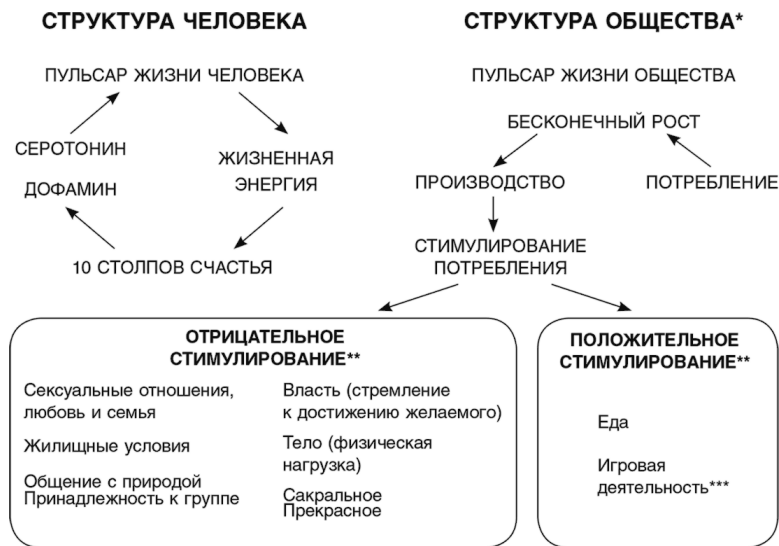 СТРУКТУРА ЧЕЛОВЕКА
ПУЛЬСАР ЖИЗНИ ЧЕЛОВЕКА
СЕРОТОНИН
ДОФАМИН
ЖИЗНЕННАЯ
ЭНЕРГИЯ
10 СТОЛПОВ СЧАСТЬЯ
СТРУКТУРА ОБЩЕСТВА*
ПУЛЬСАР ЖИЗНИ ОБЩЕСТВА
БЕСКОНЕЧНЫЙ РОСТ
ПРОИЗВОДСТВО
ПОТРЕБЛЕНИЕ
СТИМУЛИРОВАНИЕ
ПОТРЕБЛЕНИЯ
ОТРИЦАТЕЛЬНОЕ
СТИМУЛИРОВАНИЕ**
Сексуальные отношения,
любовь и семья
Жилищные условия
Общение с природой
Принадлежность к группе
Власть (стремление
к достижению желаемого)
Тело (физическая
нагрузка)
Сакральное
Прекрасное
ПОЛОЖИТЕЛЬНОЕ
СТИМУЛИРОВАНИЕ**
Еда
Игровая
деятельность***